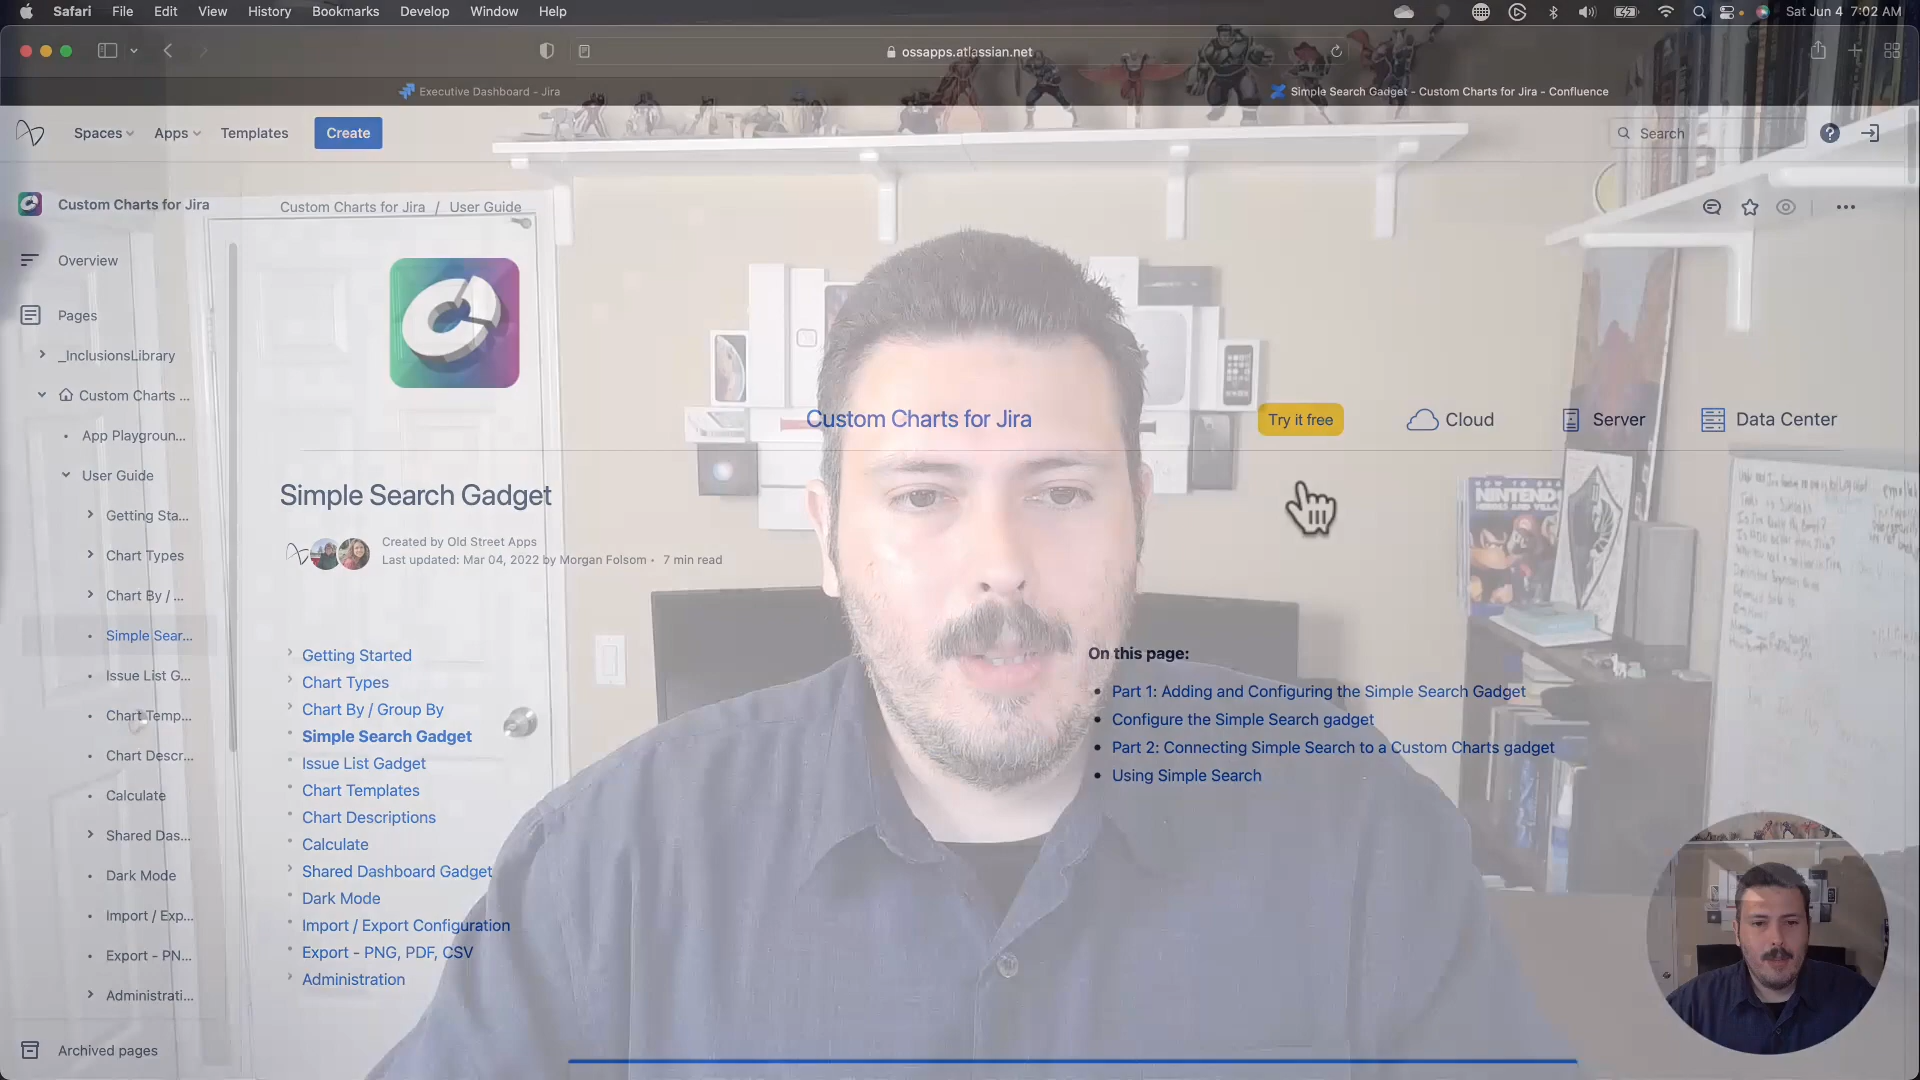 Safari File Edit View History Bookmarks Develop Window Help
Sat Jun 4 7:02 AM
ossapps.atlassian.net
Executive Dashboard - Jira
Simple Search Gadget - Custom Charts for Jira - Confluence
Spaces Apps Templates Create
Search
Custom Charts for Jira
Overview
Pages
_InclusionsLibrary
Custom Charts ...
App Playgroun...
User Guide
Getting Sta...
Chart Types
Chart By / ...
Simple Sear...
Issue List G...
Chart Temp...
Chart Descr...
Calculate
Shared Das...
Dark Mode
Import / Exp...
Export - PN...
Administrati...
Archived pages
Custom Charts for Jira / User Guide
Custom Charts for Jira
Try it free
Cloud
Server
Data Center
Simple Search Gadget
Created by Old Street Apps
Last updated: Mar 04, 2022 by Morgan Folsom • 7 min read
Getting Started
Chart Types
Chart By / Group By
Simple Search Gadget
Issue List Gadget
Chart Templates
Chart Descriptions
Calculate
Shared Dashboard Gadget
Dark Mode
Import / Export Configuration
Export - PNG, PDF, CSV
Administration
On this page:
Part 1: Adding and Configuring the Simple Search Gadget
Configure the Simple Search gadget
Part 2: Connecting Simple Search to a Custom Charts gadget
Using Simple Search
NINTENDO
HEROES AND VILLA